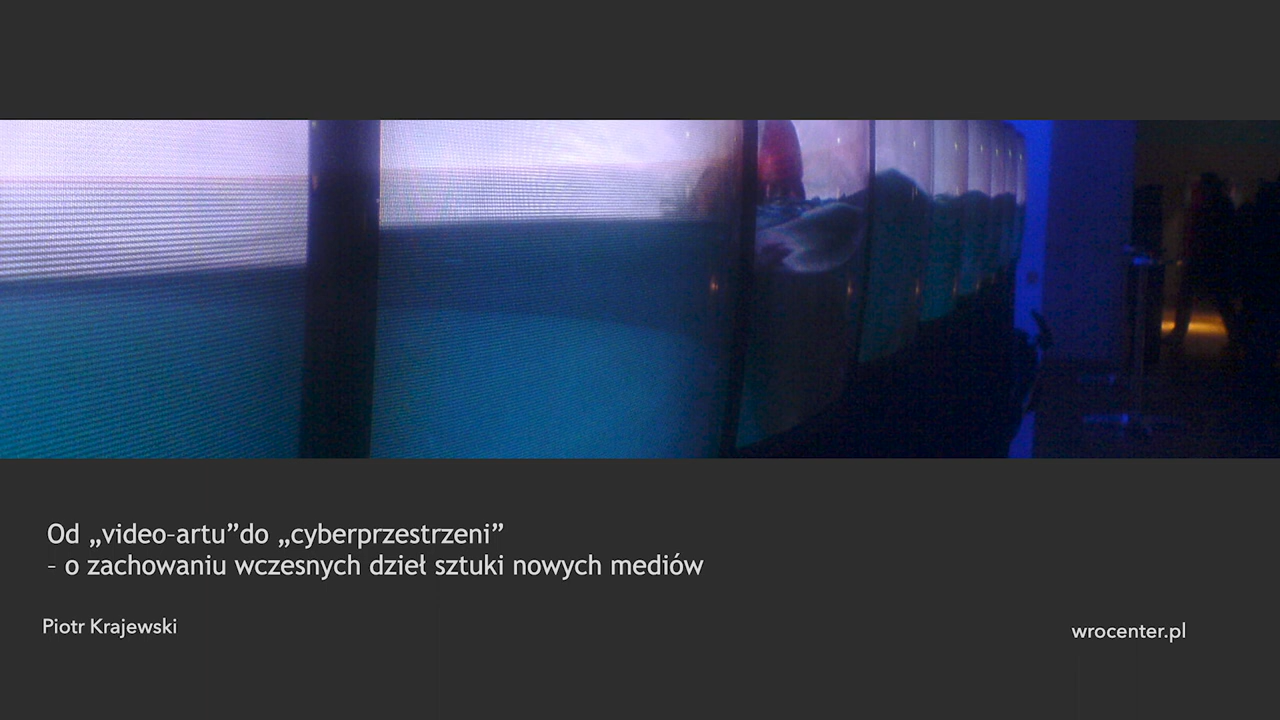 Od „video-artu”do „cyberprzestrzeni”
– o zachowaniu wczesnych dzieł sztuki nowych mediów
Piotr Krajewski
wrocenter.pl